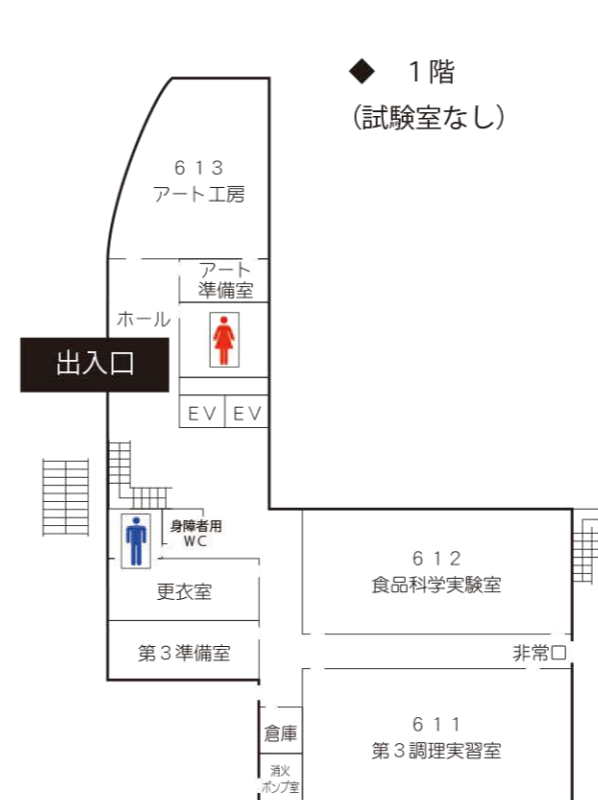 ◆ １階
（試験室なし）
６１３
アート工房
アート
準備室
ホール
出入口
ＥＶ ＥＶ
身障者用
ＷＣ
６１２
食品科学実験室
更衣室
第３準備室
非常口
６１１
第３調理実習室
倉庫
消火
ポンプ室